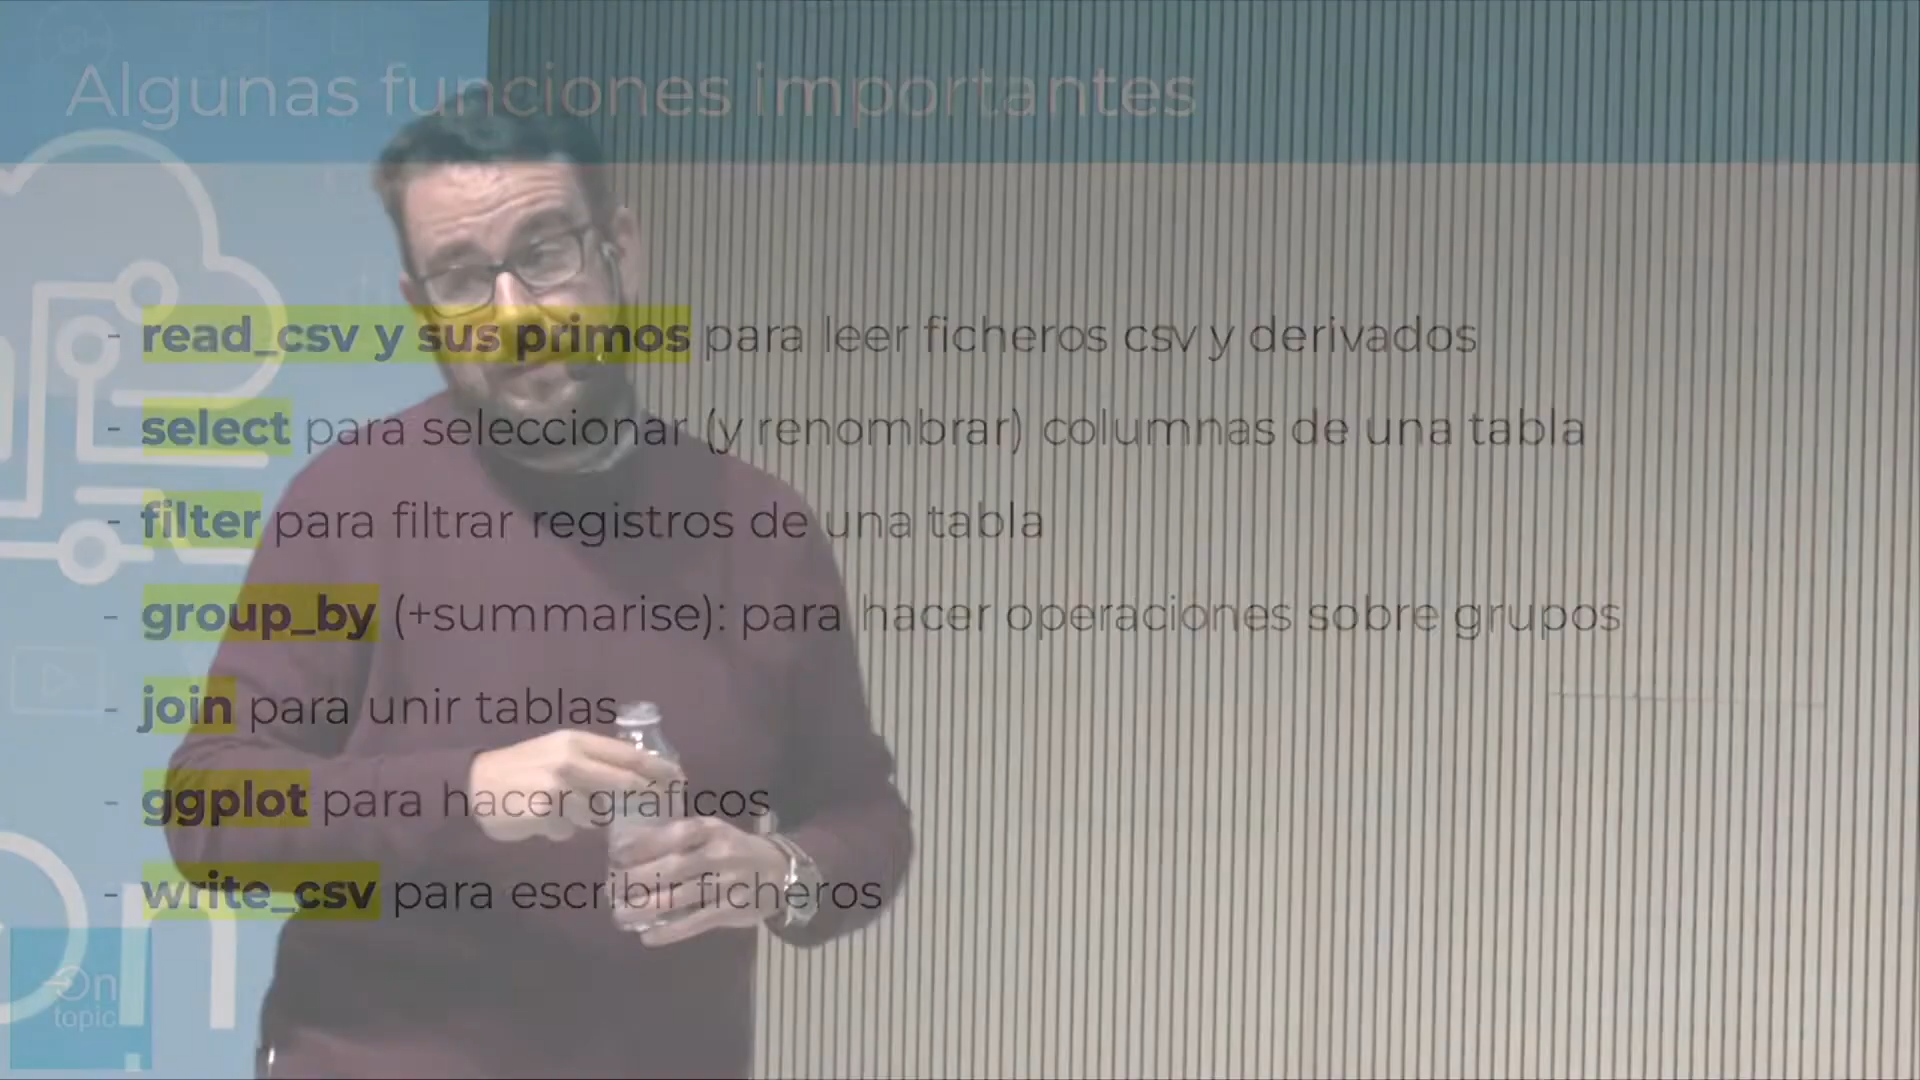 Algunas funciones importantes
- read_csv y sus primos para leer ficheros csv y derivados
- select para seleccionar (y renombrar) columnas de una tabla
- filter para filtrar registros de una tabla
- group_by (+summarise): para hacer operaciones sobre grupos
- join para unir tablas
- ggplot para hacer gráficos
- write_csv para escribir ficheros
On
topic